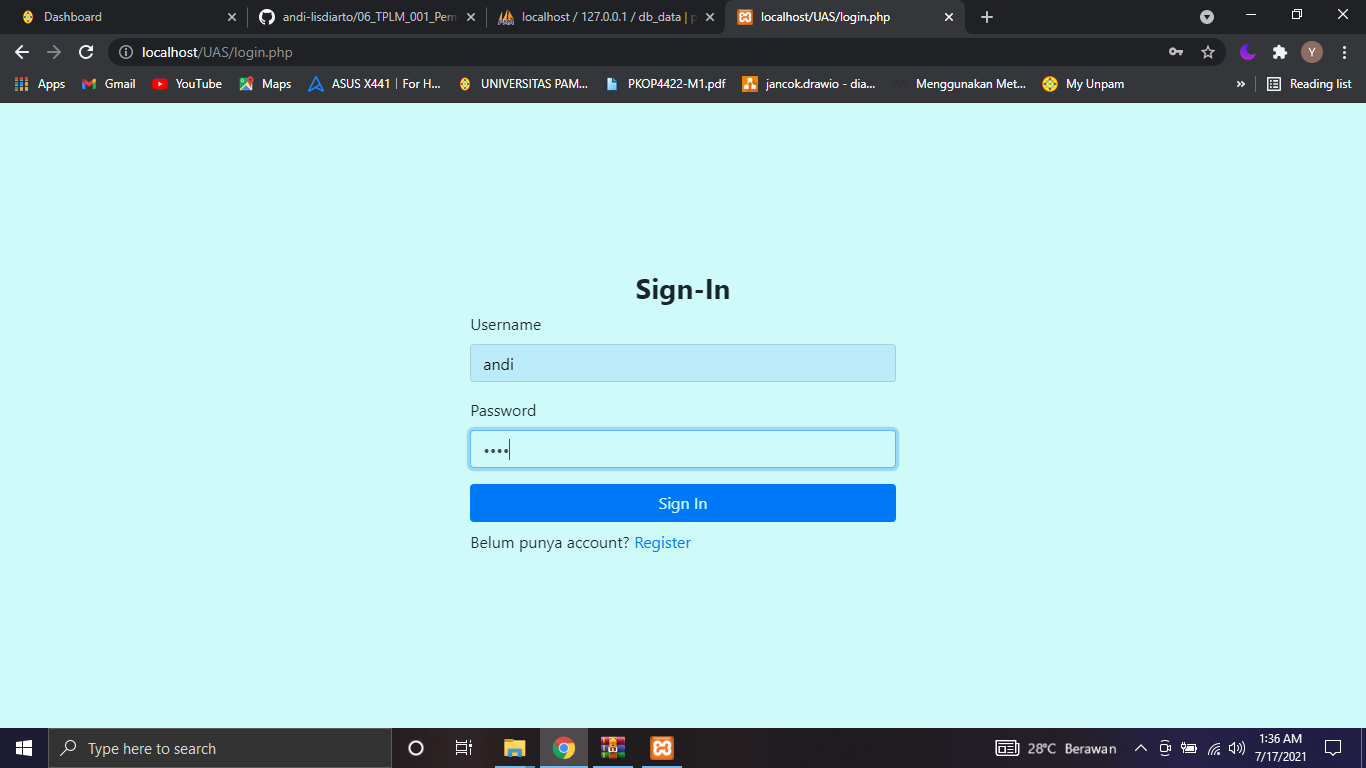 Dashboard
andi-lisdiarto/06_TPLM_001_Pem
localhost / 127.0.0.1 / db_data | p
localhost/UAS/login.php
localhost/UAS/login.php
Y
Apps
Gmail
YouTube
Maps
ASUS X441 | For H...
UNIVERSITAS PAM...
PKOP4422-M1.pdf
jancok.drawio - dia...
Menggunakan Met...
My Unpam
»
Reading list
Sign-In
Username
andi
Password
••••
Sign In
Belum punya account? Register
Type here to search
28°C Berawan
1:36 AM
7/17/2021